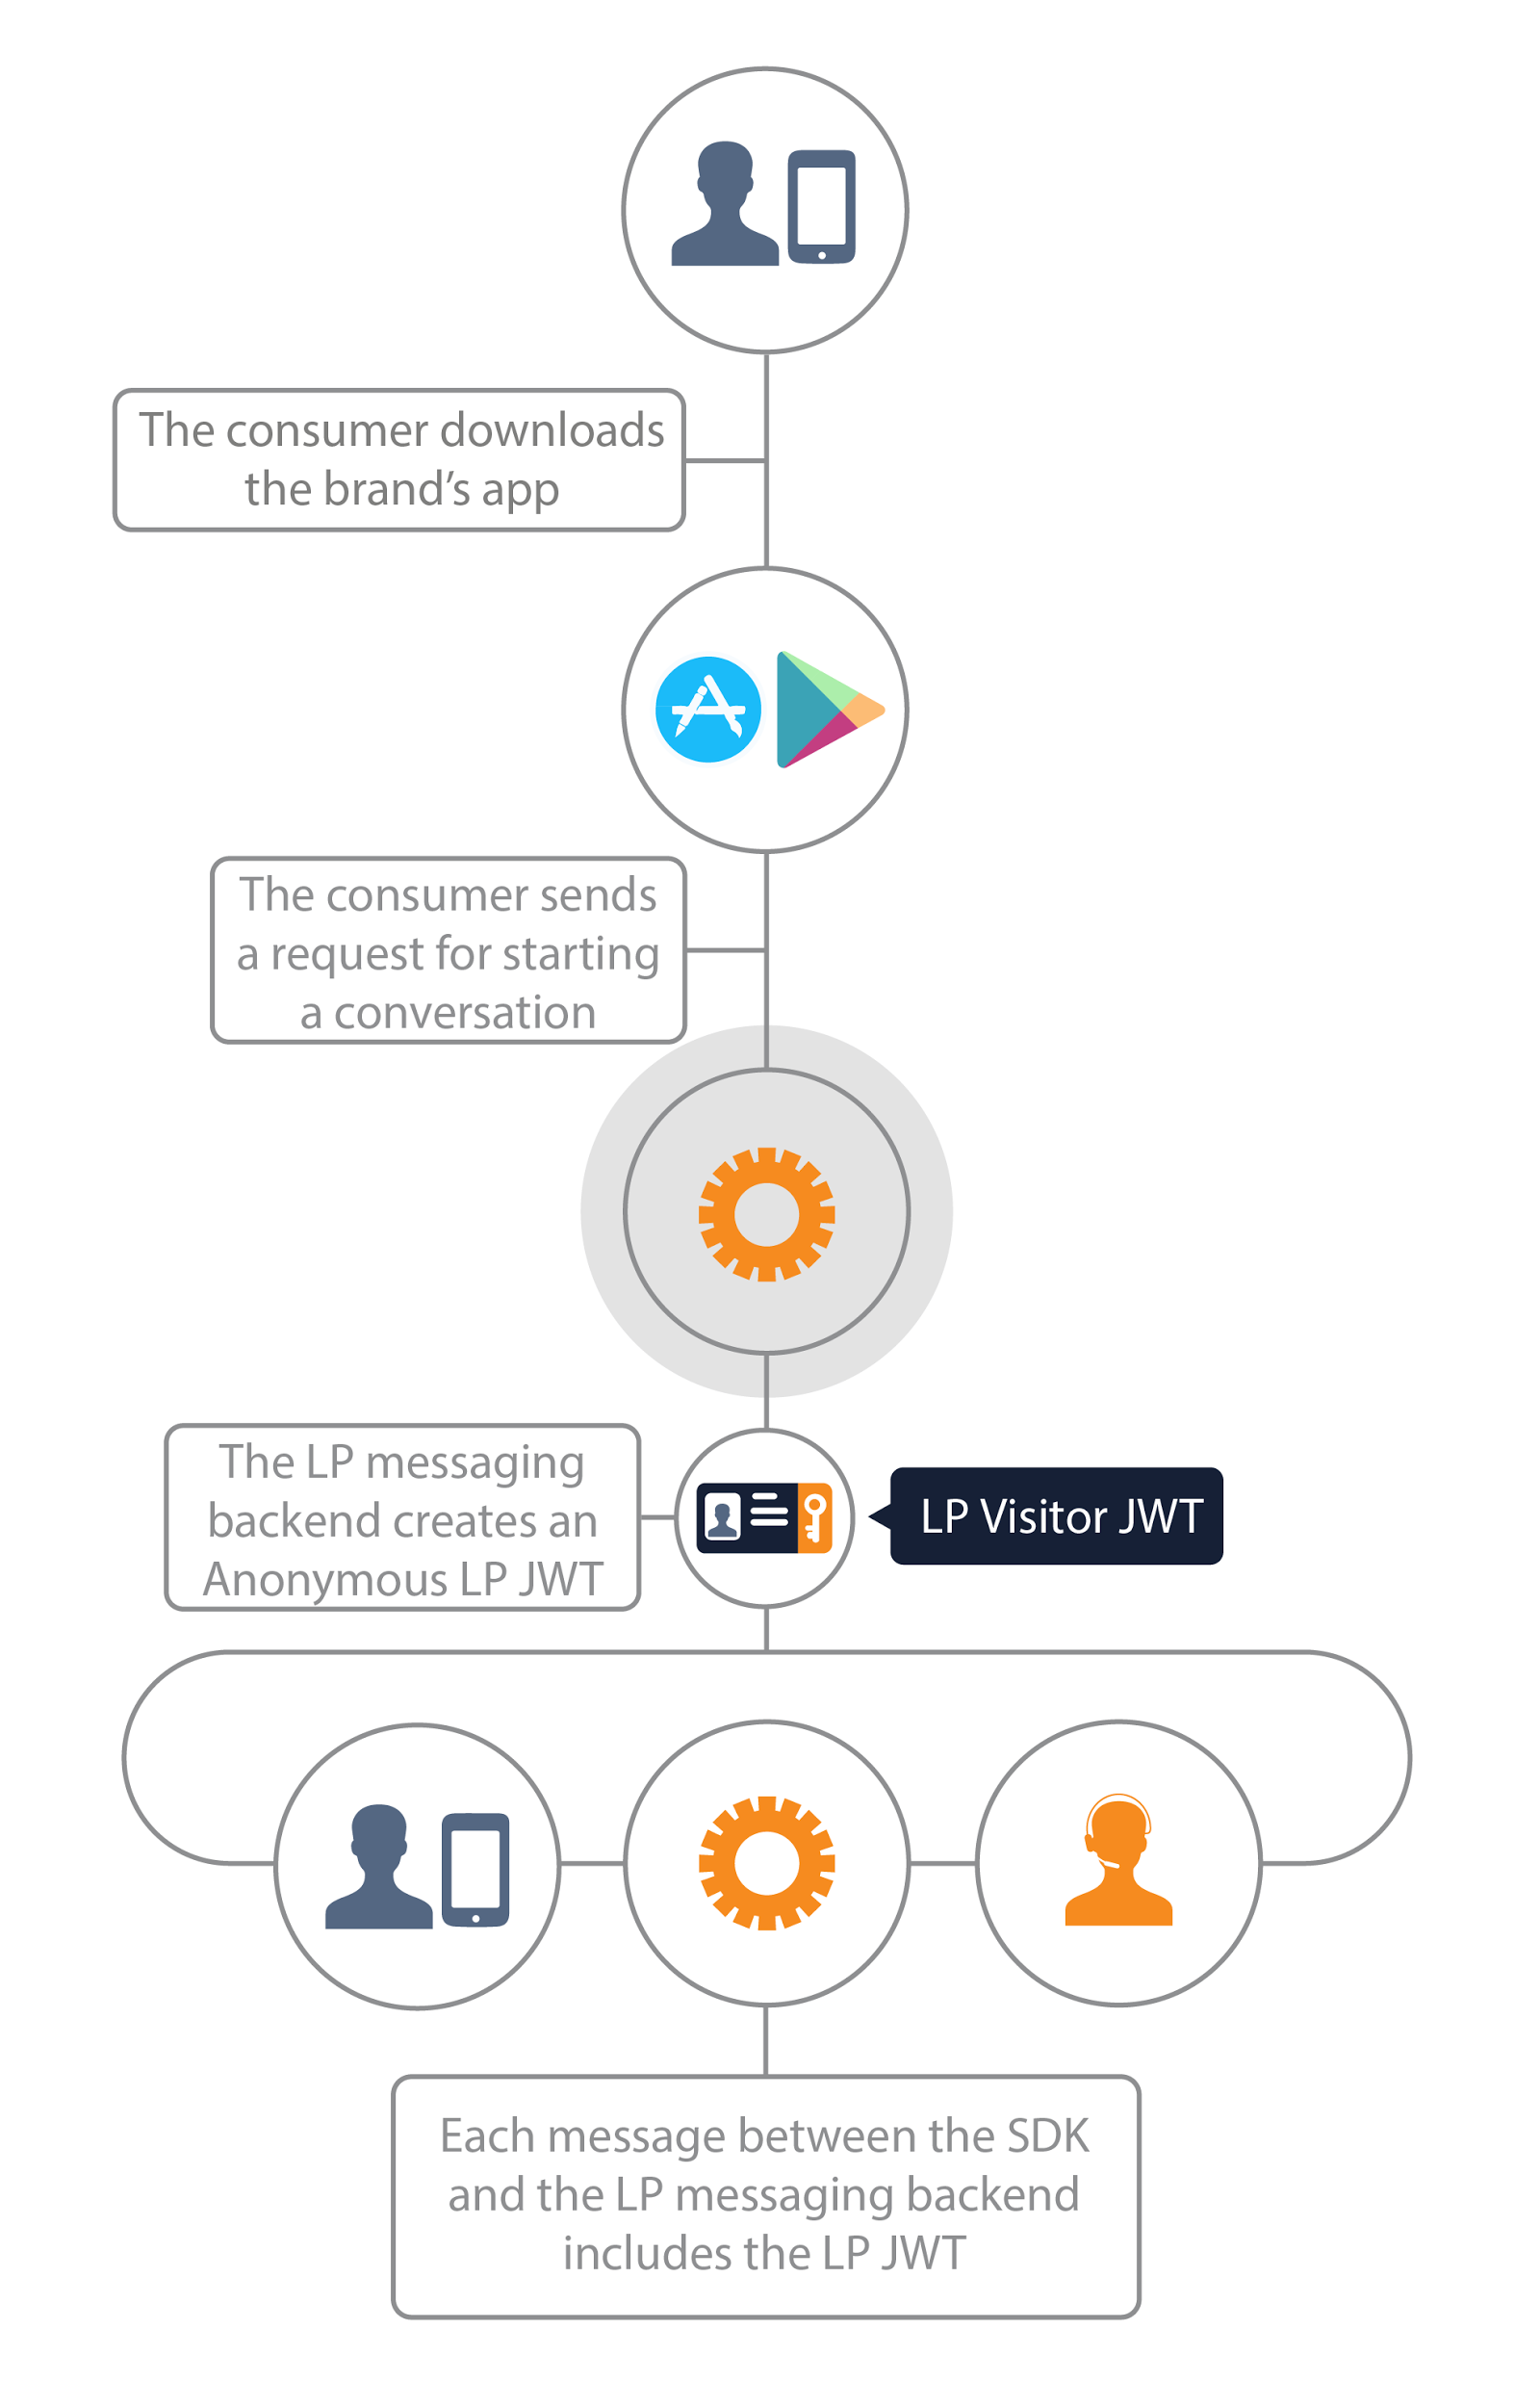 The consumer downloads
the brand’s app
The consumer sends
a request for starting
a conversation
The LP messaging
backend creates an
Anonymous LP JWT
LP Visitor JWT
Each message between the SDK
and the LP messaging backend
includes the LP JWT